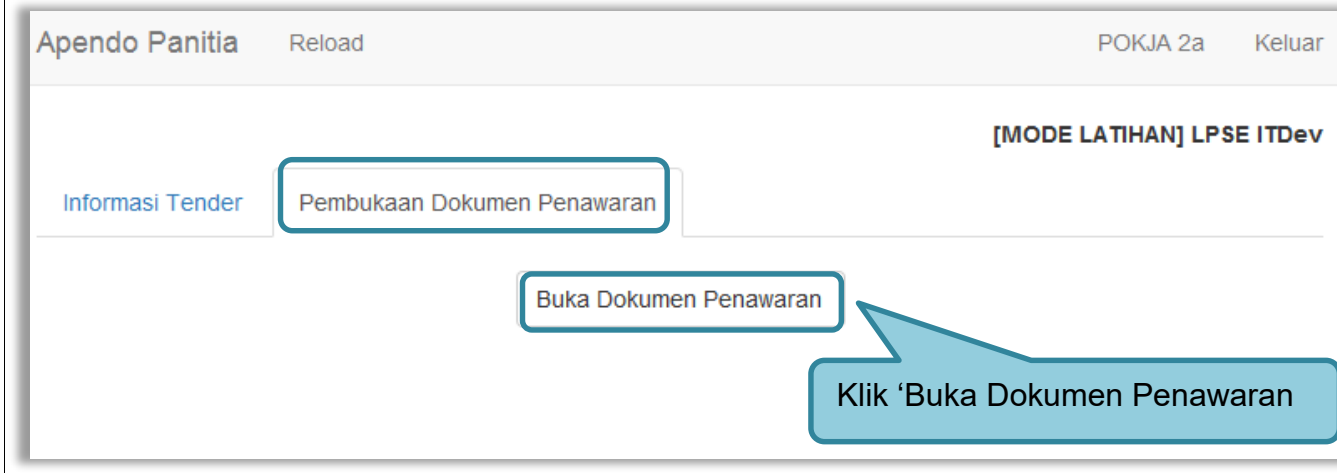 Apendo Panitia Reload POKJA 2a Keluar
[MODE LATIHAN] LPSE ITDev
Informasi Tender Pembukaan Dokumen Penawaran
Buka Dokumen Penawaran
Klik ‘Buka Dokumen Penawaran